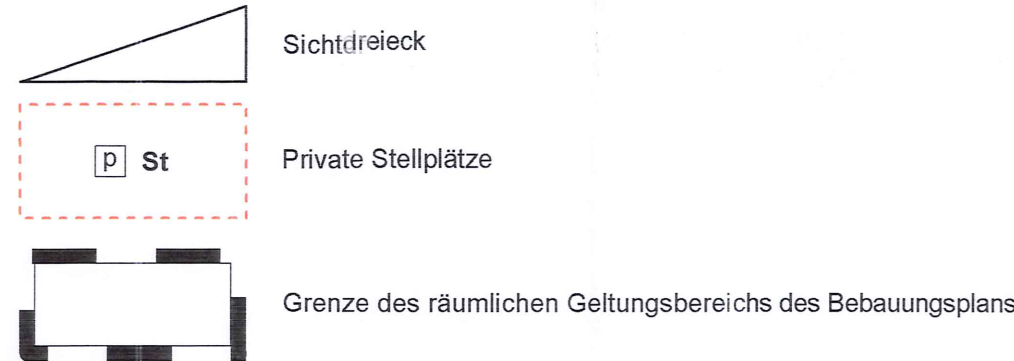 Sichtdreieck
p St Private Stellplätze
Grenze des räumlichen Geltungsbereichs des Bebauungsplans